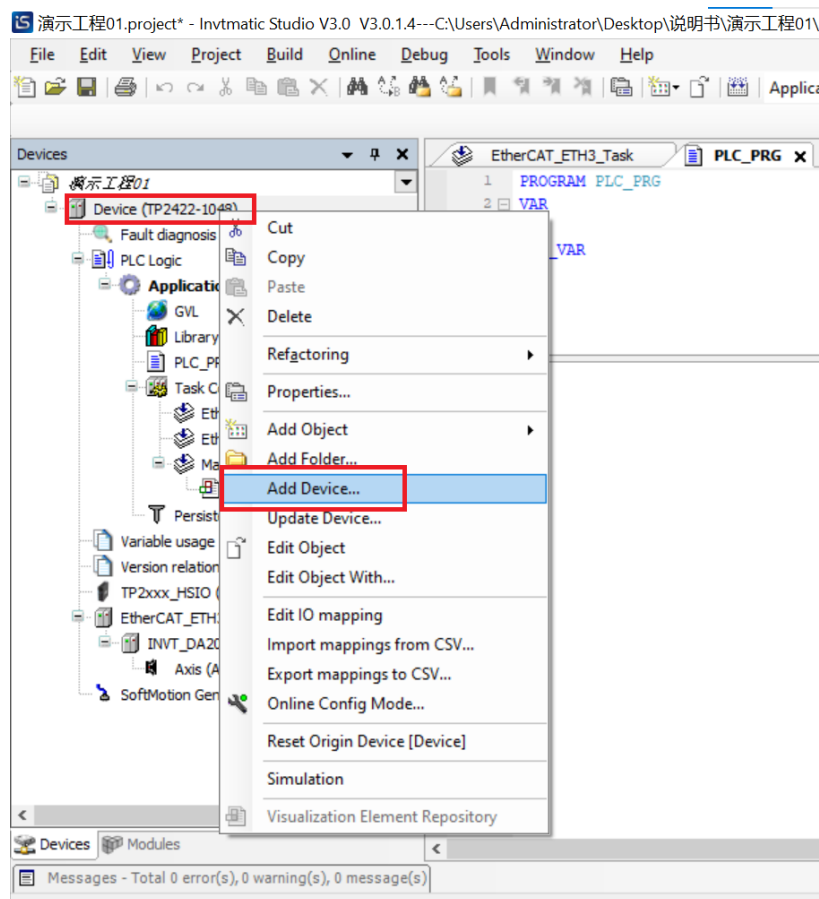 演示工程01.project* - Invtmatic Studio V3.0 V3.0.1.4---C:\Users\Administrator\Desktop\说明书\演示工程01\
File Edit View Project Build Online Debug Tools Window Help
Applica
Devices
EtherCAT_ETH3_Task
PLC_PRG
演示工程01
Device (TP2422-1048)
Fault diagnosis
PLC Logic
Applicatio
GVL
Library
PLC_PR
Task C
Eth
Eth
Ma
Persist
Variable usage
Version relation
TP2xxx_HSIO (
EtherCAT_ETH3
INVT_DA20
Axis (A
SoftMotion Gen
Cut
Copy
Paste
Delete
Refactoring
Properties...
Add Object
Add Folder...
Add Device...
Update Device...
Edit Object
Edit Object With...
Edit IO mapping
Import mappings from CSV...
Export mappings to CSV...
Online Config Mode...
Reset Origin Device [Device]
Simulation
Visualization Element Repository
1 PROGRAM PLC_PRG
2 VAR
_VAR
Devices Modules
Messages - Total 0 error(s), 0 warning(s), 0 message(s)